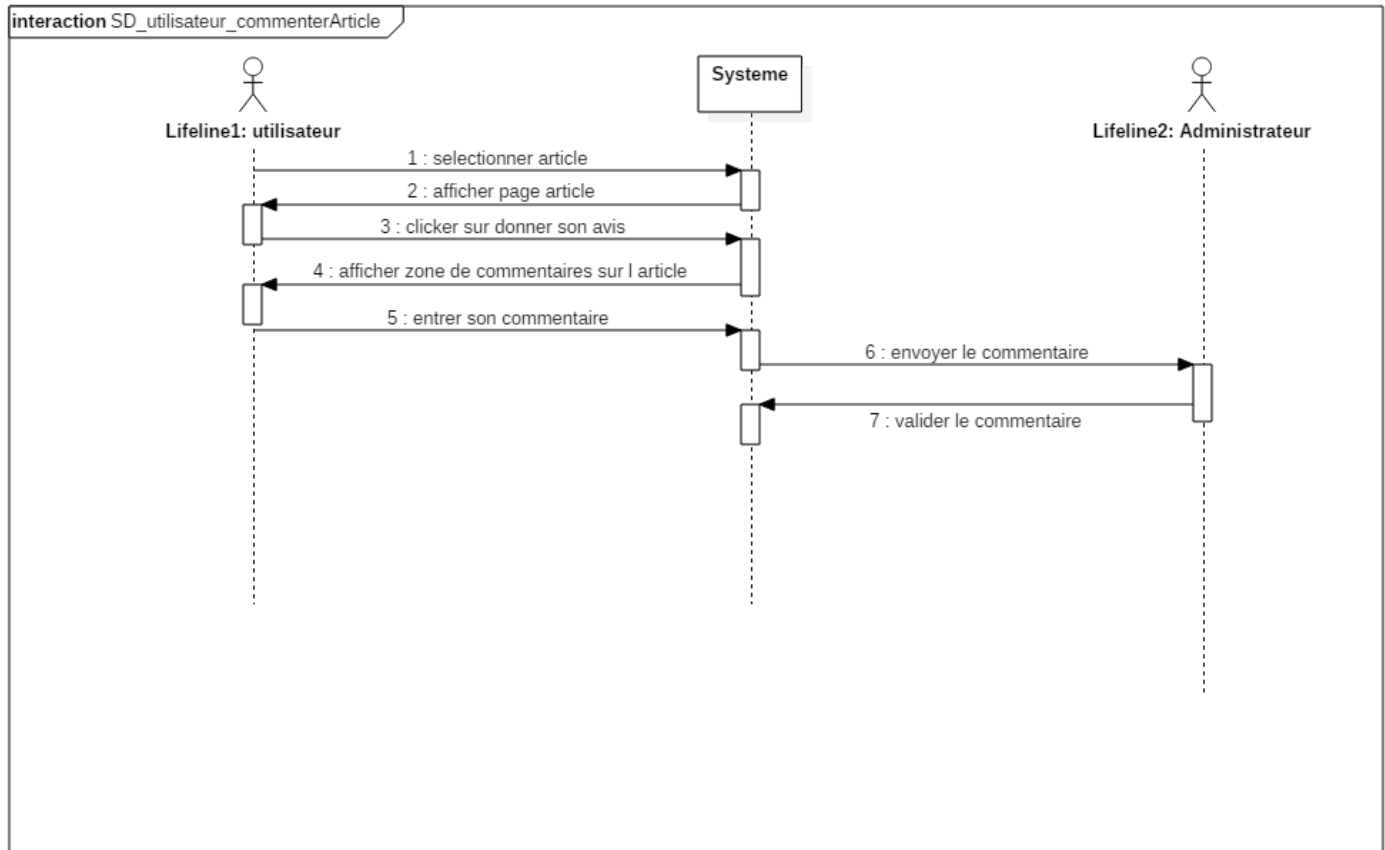 interaction SD_utilisateur_commenterArticle
Systeme
Lifeline1: utilisateur
Lifeline2: Administrateur
1 : selectionner article
2 : afficher page article
3 : clicker sur donner son avis
4 : afficher zone de commentaires sur l article
5 : entrer son commentaire
6 : envoyer le commentaire
7 : valider le commentaire